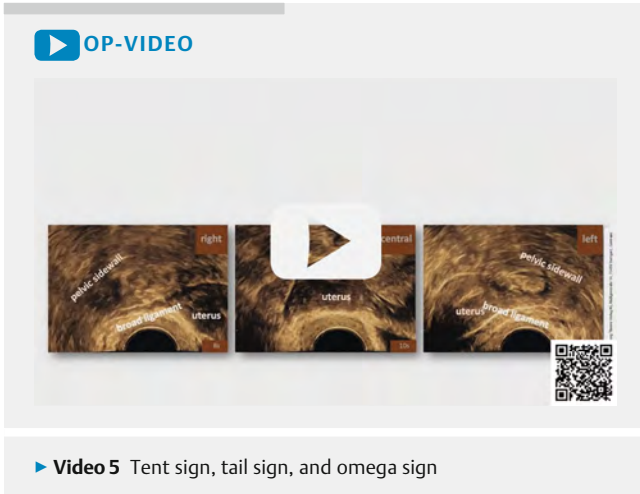 OP-VIDEO
right
central
left
pelvic sidewall
broad ligament
uterus
uterus
pelvic sidewall
uterus
broad ligament
▶ Video 5 Tent sign, tail sign, and omega sign